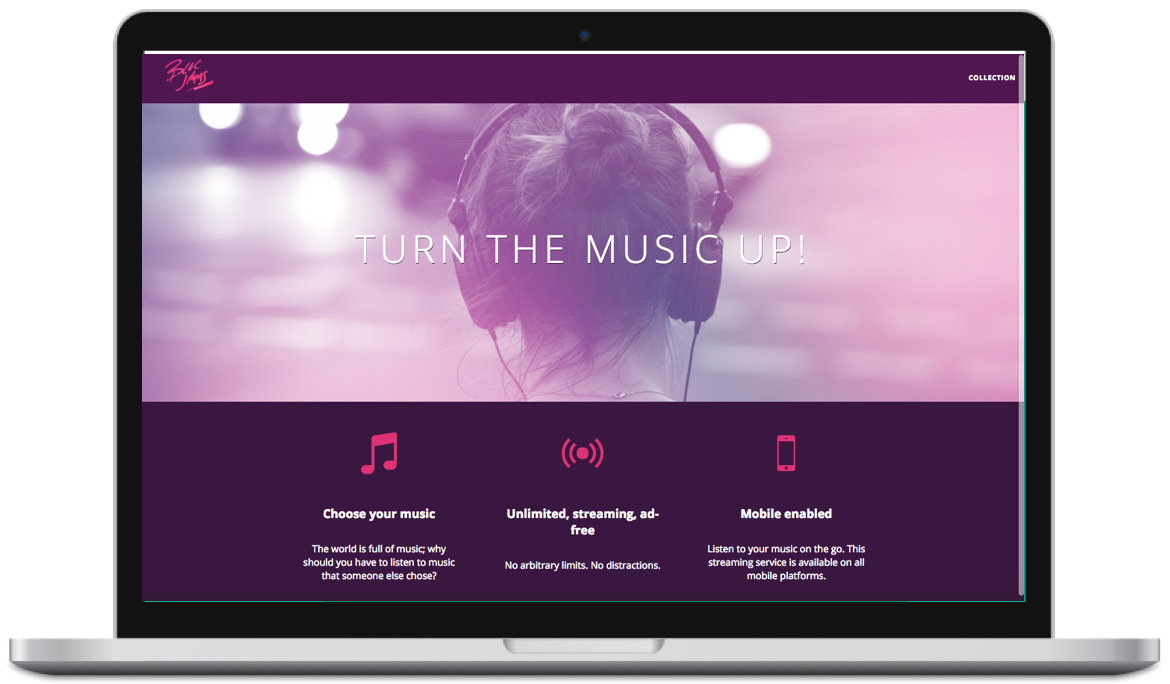 Bloc
Jams
COLLECTION
TURN THE MUSIC UP!
Choose your music
The world is full of music; why
should you have to listen to music
that someone else chose?
Unlimited, streaming, ad-
free
No arbitrary limits. No distractions.
Mobile enabled
Listen to your music on the go. This
streaming service is available on all
mobile platforms.